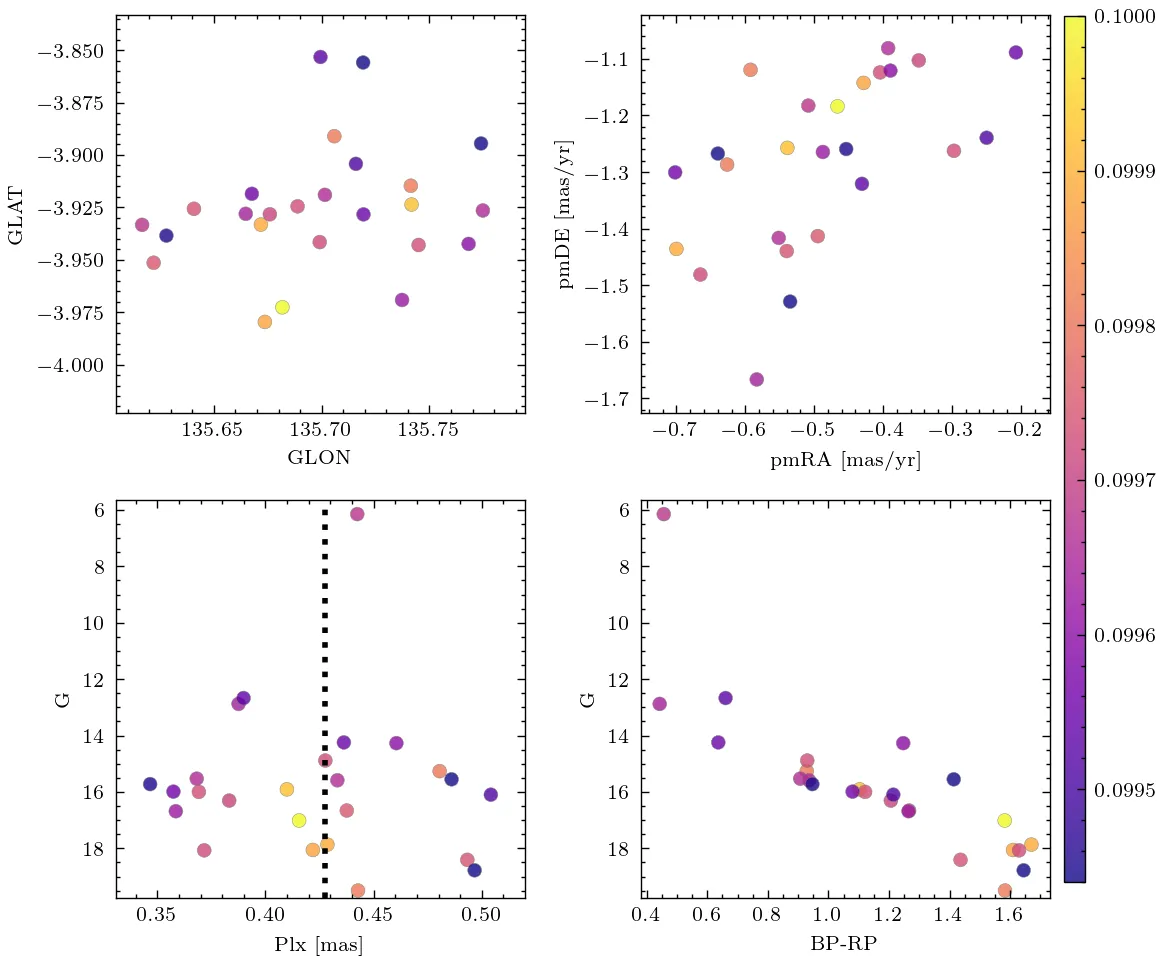 −3.850
−3.875
−3.900
−3.925
−3.950
−3.975
−4.000
GLAT
135.65 135.70 135.75
GLON
−1.1
−1.2
−1.3
−1.4
−1.5
−1.6
−1.7
pmDE [mas/yr]
−0.7 −0.6 −0.5 −0.4 −0.3 −0.2
pmRA [mas/yr]
0.1000
0.0999
0.0998
0.0997
0.0996
0.0995
6
8
10
12
14
16
18
G
0.35 0.40 0.45 0.50
Plx [mas]
6
8
10
12
14
16
18
G
0.4 0.6 0.8 1.0 1.2 1.4 1.6
BP-RP